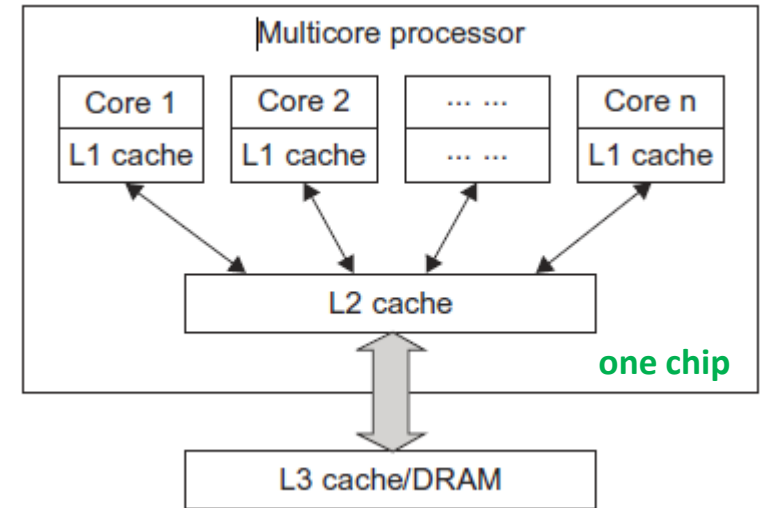 Multicore processor
Core 1 Core 2 ... ... Core n
L1 cache L1 cache ... ... L1 cache
L2 cache
one chip
L3 cache/DRAM